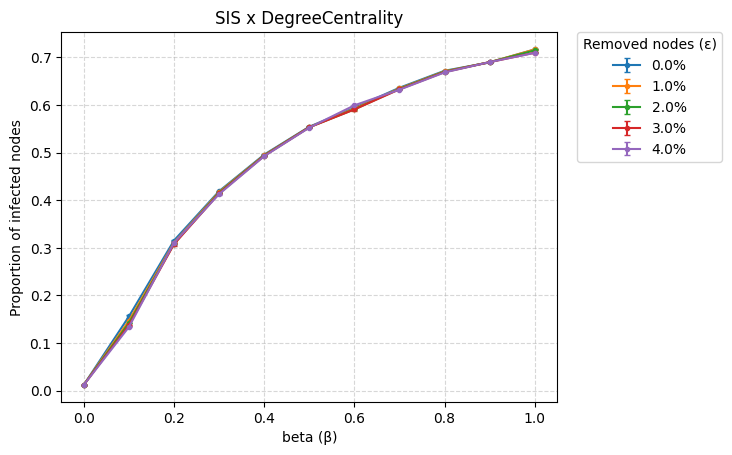 SIS x DegreeCentrality
Removed nodes (ε)
0.0%
1.0%
2.0%
3.0%
4.0%
Proportion of infected nodes
0.7
0.6
0.5
0.4
0.3
0.2
0.1
0.0
0.0 0.2 0.4 0.6 0.8 1.0
beta (β)